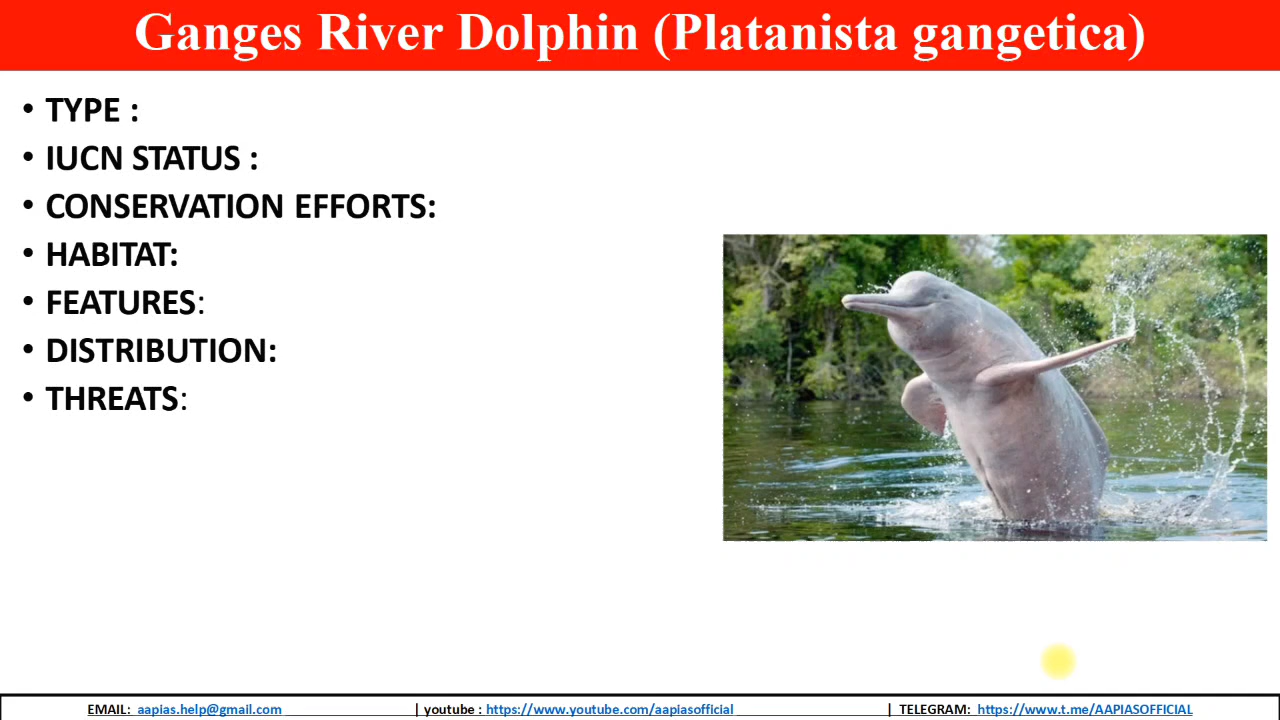 Ganges River Dolphin (Platanista gangetica)
• TYPE :
• IUCN STATUS :
• CONSERVATION EFFORTS:
• HABITAT:
• FEATURES:
• DISTRIBUTION:
• THREATS:
EMAIL: aapias.help@gmail.com | youtube : https://www.youtube.com/aapiasofficial | TELEGRAM: https://www.t.me/AAPIASOFFICIAL